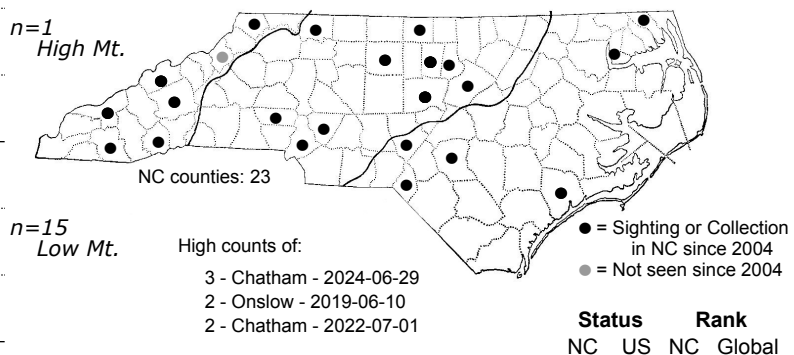 n=1
High Mt.
NC counties: 23
n=15
Low Mt.
High counts of:
3 - Chatham - 2024-06-29
2 - Onslow - 2019-06-10
2 - Chatham - 2022-07-01
= Sighting or Collection
in NC since 2004
= Not seen since 2004
Status Rank
NC US NC Global